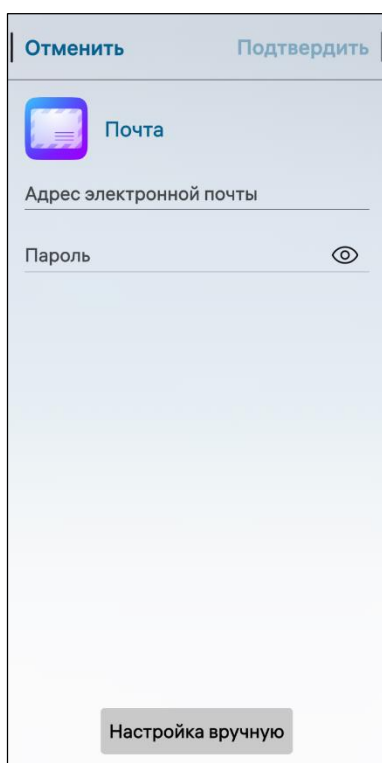 Отменить Подтвердить
Почта
Адрес электронной почты
Пароль
Настройка вручную